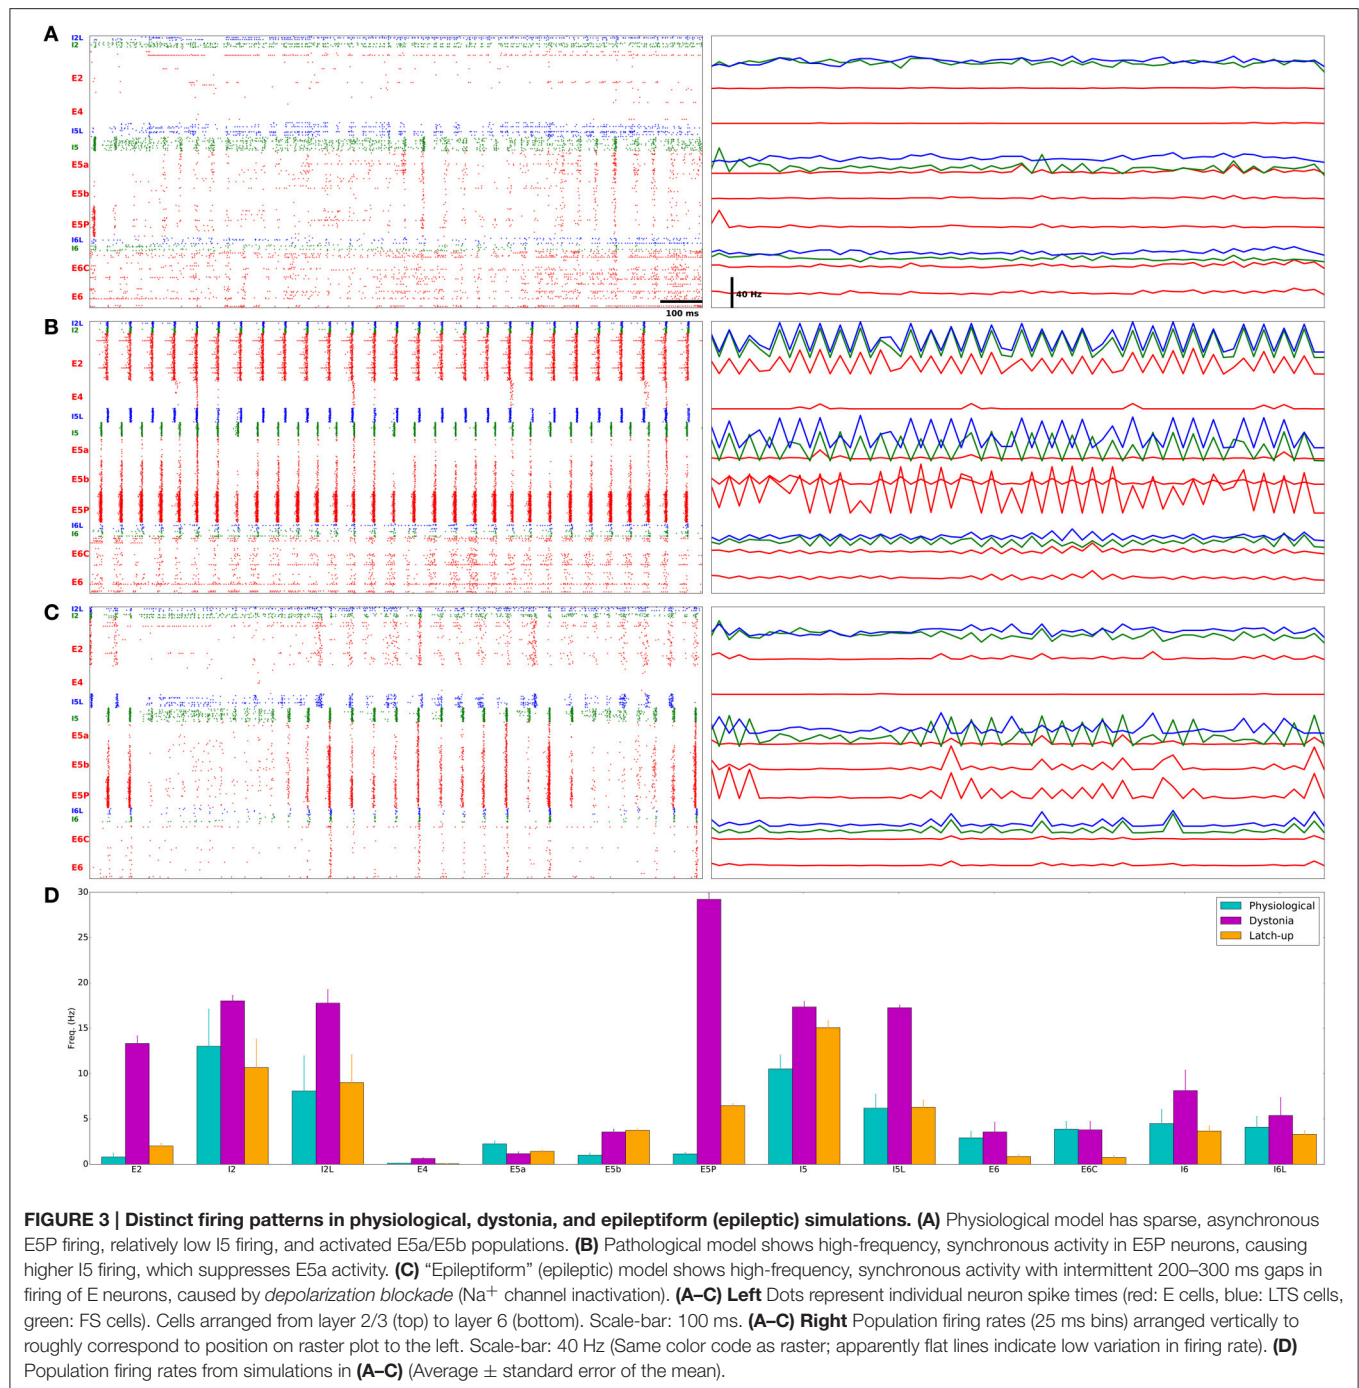 A
I2L
I2
E2
E4
I5L
I5
E5a
E5b
E5P
I6L
I6
E6C
E6
100 ms
40 Hz
B
I2L
I2
E2
E4
I5L
I5
E5a
E5b
E5P
I6L
I6
E6C
E6
C
I2L
I2
E2
E4
I5L
I5
E5a
E5b
E5P
I6L
I6
E6C
E6
D
30
25
20
15
10
5
0
Freq. (Hz)
Physiological
Dystonia
Latch-up
E2 I2 I2L E4 E5a E5b E5P I5 I5L E6 E6C I6 I6L
FIGURE 3 | Distinct firing patterns in physiological, dystonia, and epileptiform (epileptic) simulations. (A) Physiological model has sparse, asynchronous
E5P firing, relatively low I5 firing, and activated E5a/E5b populations. (B) Pathological model shows high-frequency, synchronous activity in E5P neurons, causing
higher I5 firing, which suppresses E5a activity. (C) “Epileptiform” (epileptic) model shows high-frequency, synchronous activity with intermittent 200–300 ms gaps in
firing of E neurons, caused by depolarization blockade (Na+ channel inactivation). (A–C) Left Dots represent individual neuron spike times (red: E cells, blue: LTS cells,
green: FS cells). Cells arranged from layer 2/3 (top) to layer 6 (bottom). Scale-bar: 100 ms. (A–C) Right Population firing rates (25 ms bins) arranged vertically to
roughly correspond to position on raster plot to the left. Scale-bar: 40 Hz (Same color code as raster; apparently flat lines indicate low variation in firing rate). (D)
Population firing rates from simulations in (A–C) (Average ± standard error of the mean).